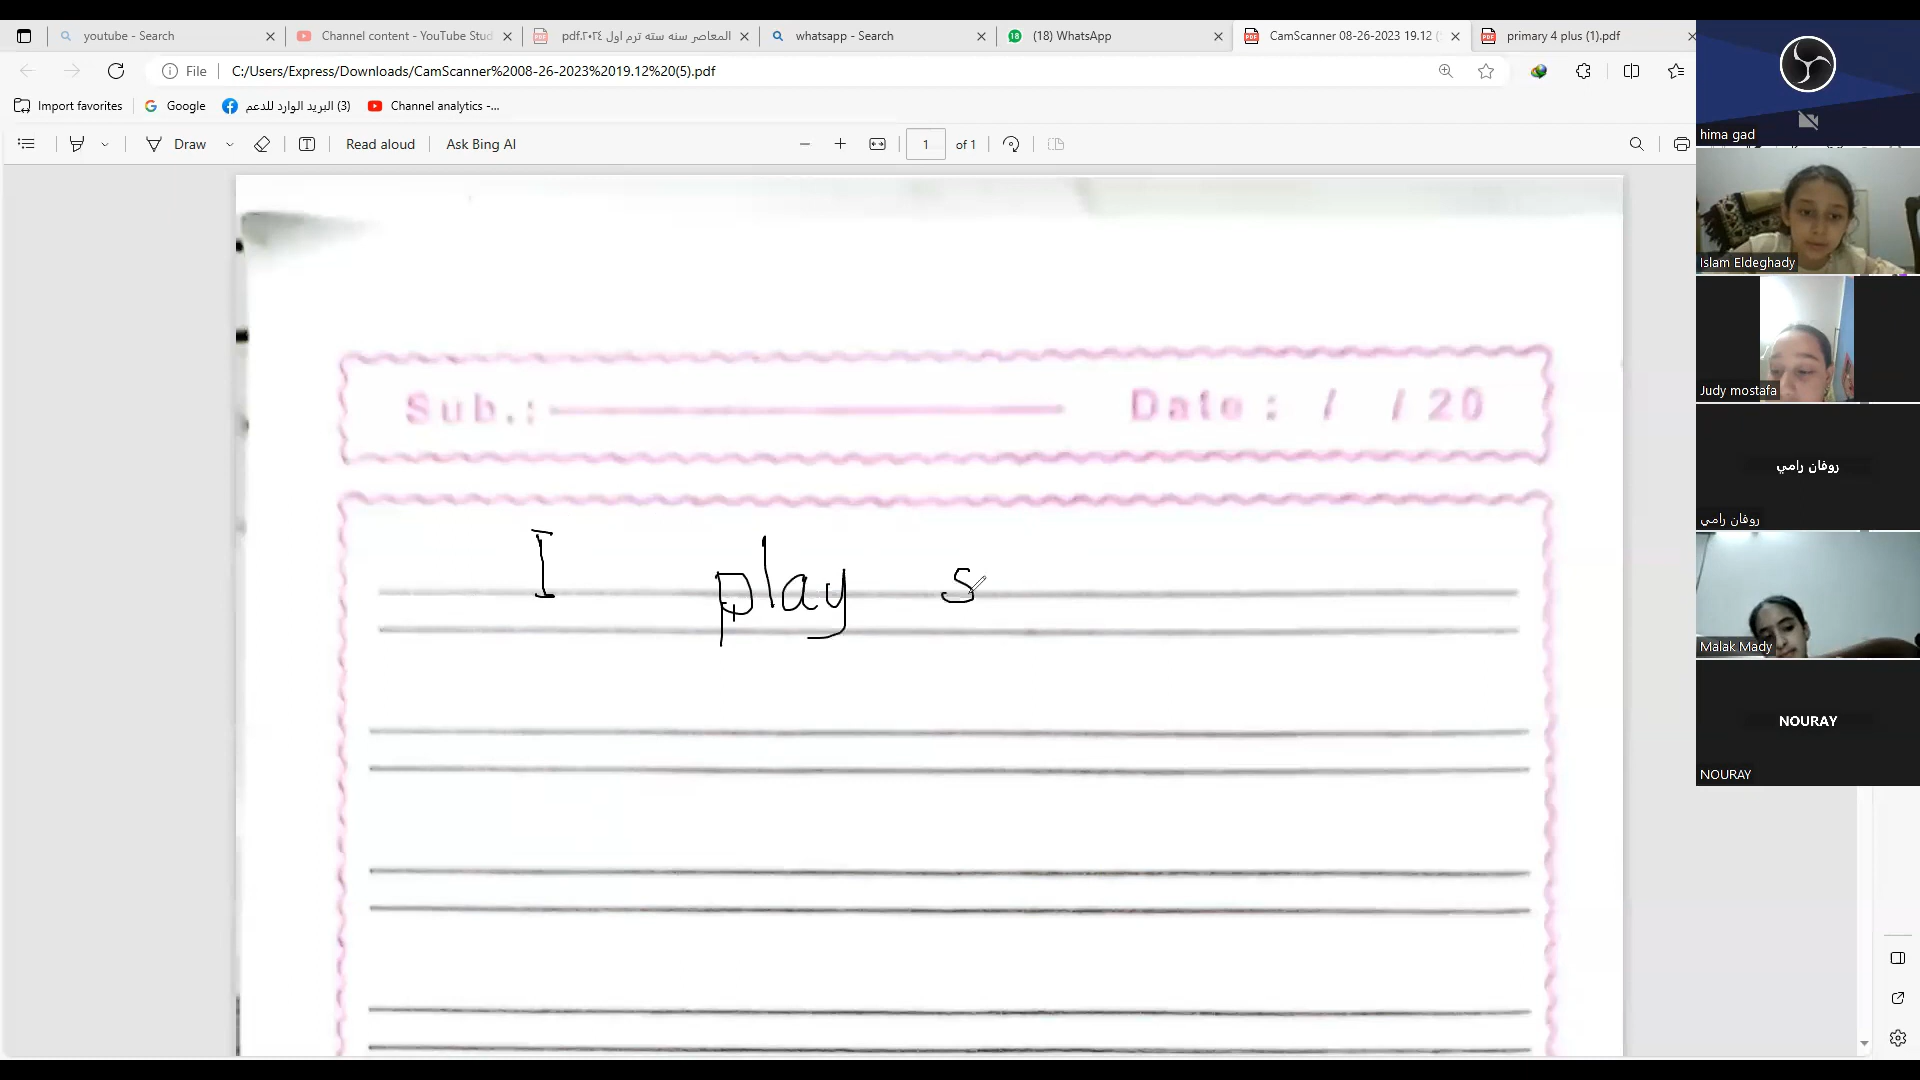 youtube - Search
Channel content - YouTube Stud
المعاصر سنه سته ترم اول ٢٠٢٤.pdf
whatsapp - Search
(18) WhatsApp
CamScanner 08-26-2023 19.12 (
primary 4 plus (1).pdf
File
C:/Users/Express/Downloads/CamScanner%2008-26-2023%2019.12%20(5).pdf
Import favorites
Google
(3) البريد الوارد للدعم
Channel analytics -...
Draw
Read aloud
Ask Bing AI
1 of 1
hima gad
Islam Eldeghady
Judy mostafa
روفان رامي
روفان رامي
Malak Mady
NOURAY
NOURAY
Sub.:
Date: / /20
I play s